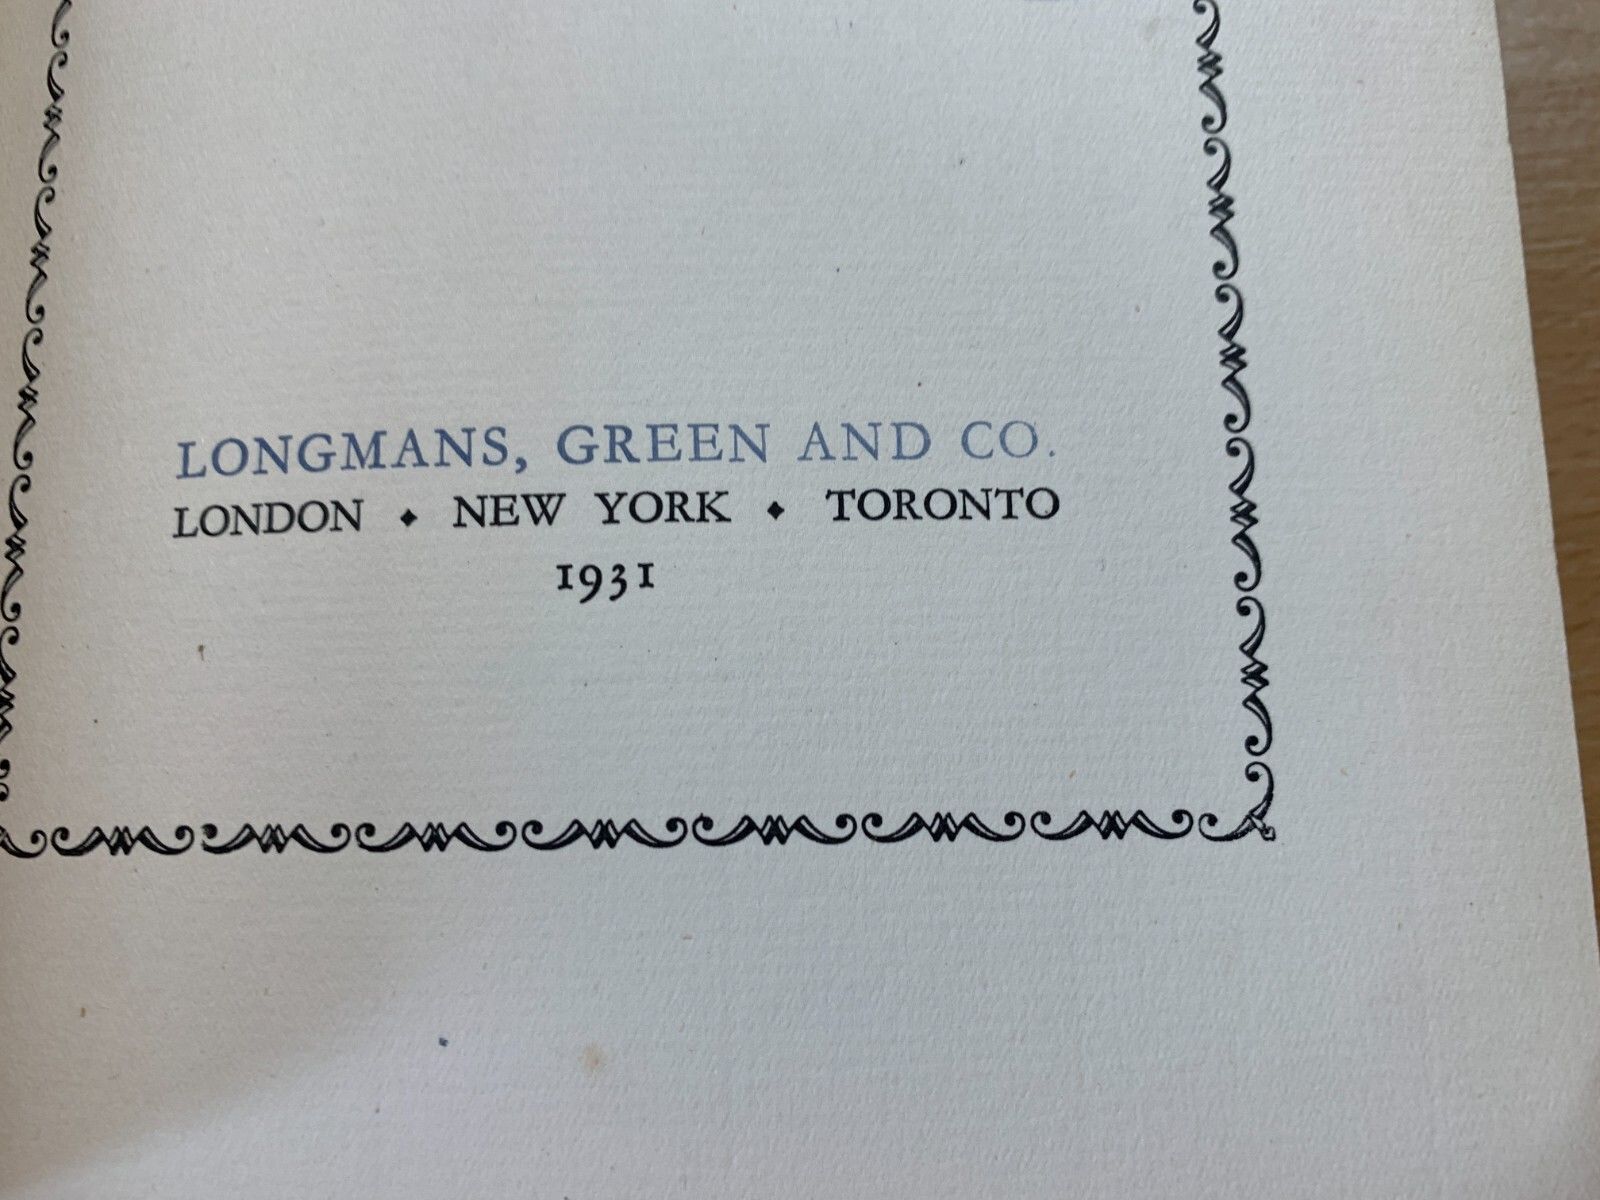 LONGMANS, GREEN AND CO.
LONDON ♦ NEW YORK ♦ TORONTO
1931